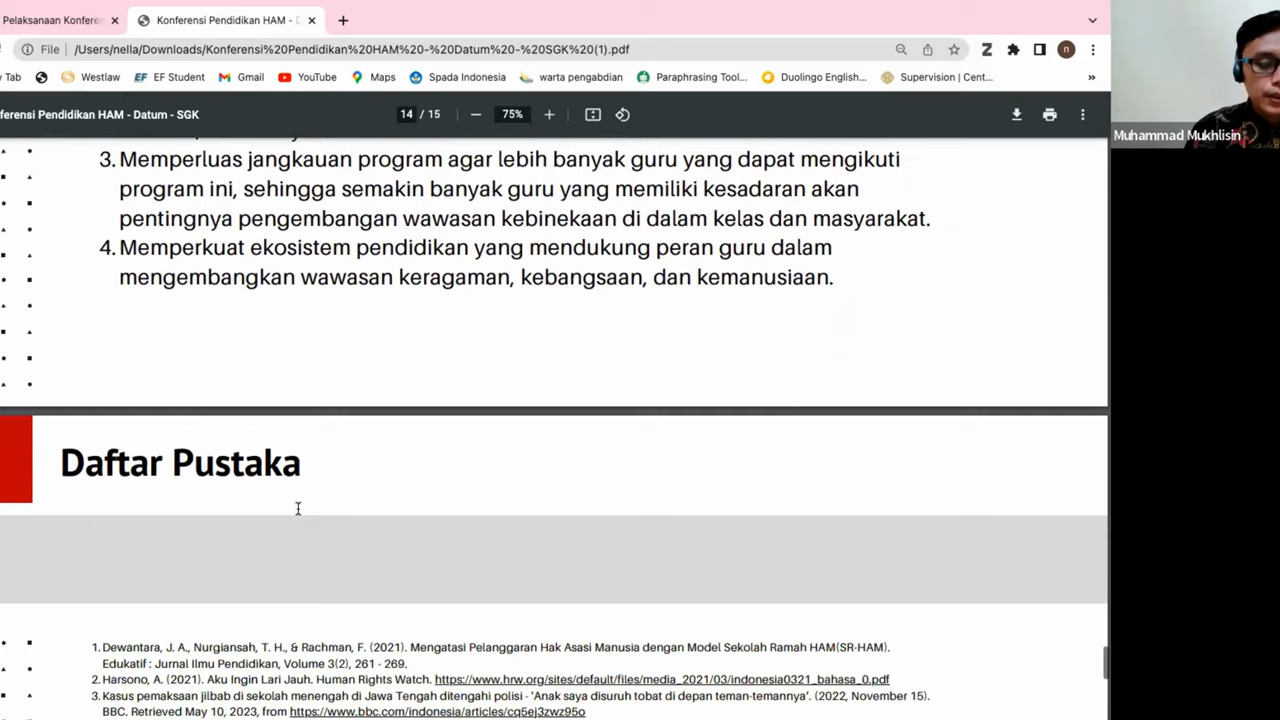 Pelaksanaan Konferen
Konferensi Pendidikan HAM -
File /Users/nella/Downloads/Konferensi%20Pendidikan%20HAM%20-%20Datum%20-%20SGK%20(1).pdf
n
Tab Westlaw EF EF Student Gmail YouTube Maps Spada Indonesia warta pengabdian Paraphrasing Tool... Duolingo English... Supervision | Cent... »
ferensi Pendidikan HAM - Datum - SGK 14 / 15 75%
3. Memperluas jangkauan program agar lebih banyak guru yang dapat mengikuti
program ini, sehingga semakin banyak guru yang memiliki kesadaran akan
pentingnya pengembangan wawasan kebinekaan di dalam kelas dan masyarakat.
4. Memperkuat ekosistem pendidikan yang mendukung peran guru dalam
mengembangkan wawasan keragaman, kebangsaan, dan kemanusiaan.
Daftar Pustaka
1. Dewantara, J. A., Nurgiansah, T. H., & Rachman, F. (2021). Mengatasi Pelanggaran Hak Asasi Manusia dengan Model Sekolah Ramah HAM(SR-HAM).
Edukatif : Jurnal Ilmu Pendidikan, Volume 3(2), 261 - 269.
2. Harsono, A. (2021). Aku Ingin Lari Jauh. Human Rights Watch. https://www.hrw.org/sites/default/files/media_2021/03/indonesia0321_bahasa_0.pdf
3. Kasus pemaksaan jilbab di sekolah menengah di Jawa Tengah ditengahi polisi - 'Anak saya disuruh tobat di depan teman-temannya'. (2022, November 15).
BBC. Retrieved May 10, 2023, from https://www.bbc.com/indonesia/articles/cq5ej3zwz95o
Muhammad Mukhlisin